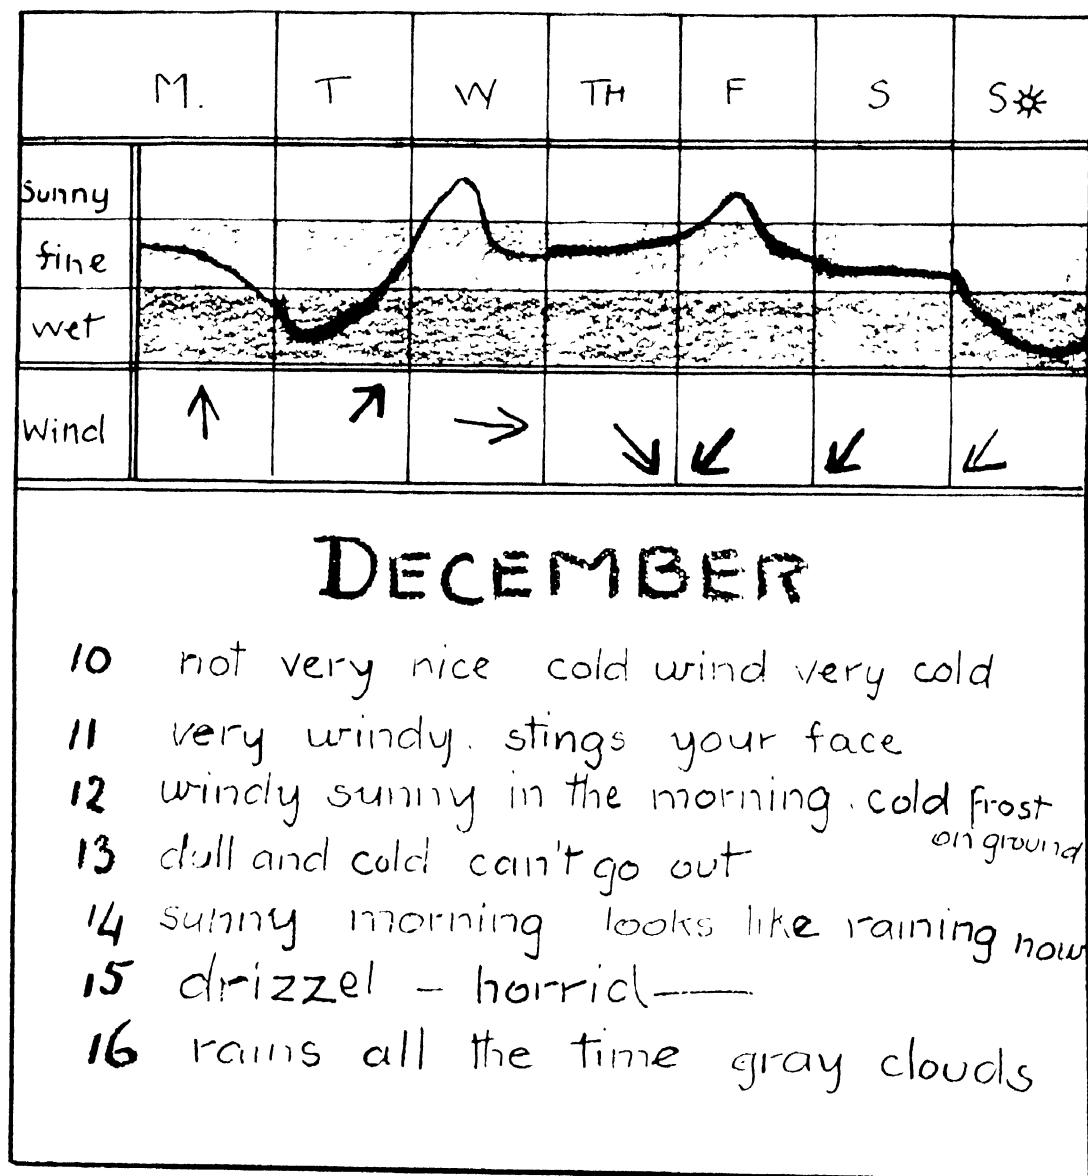 M. T W TH F S S
Sunny
fine
wet
Wind
DECEMBER
10 not very nice cold wind very cold
11 very windy. stings your face
12 windy sunny in the morning. cold frost
on ground
13 dull and cold can't go out
14 sunny morning looks like raining now
15 drizzel - horrid—
16 rains all the time gray clouds